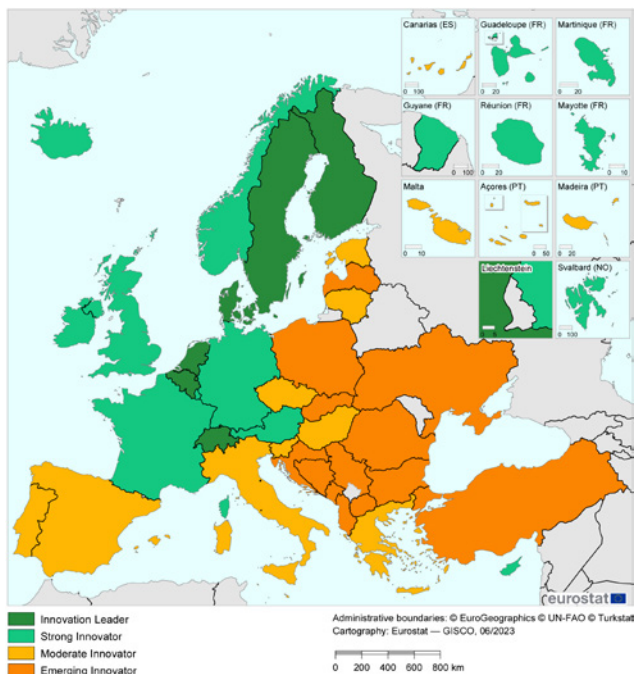 Canarias (ES)
0 100
Guadeloupe (FR)
0 20
Martinique (FR)
0 20
Guyane (FR)
0 100
Réunion (FR)
0 20
Mayotte (FR)
0 10
Malta
0 10
Açores (PT)
0 50
Madeira (PT)
0 20
Liechtenstein
Svalbard (NO)
0 100
eurostat
Innovation Leader
Strong Innovator
Moderate Innovator
Emerging Innovator
Administrative boundaries: © EuroGeographics © UN-FAO © Turkstat
Cartography: Eurostat — GISCO, 06/2023
0 200 400 600 800 km